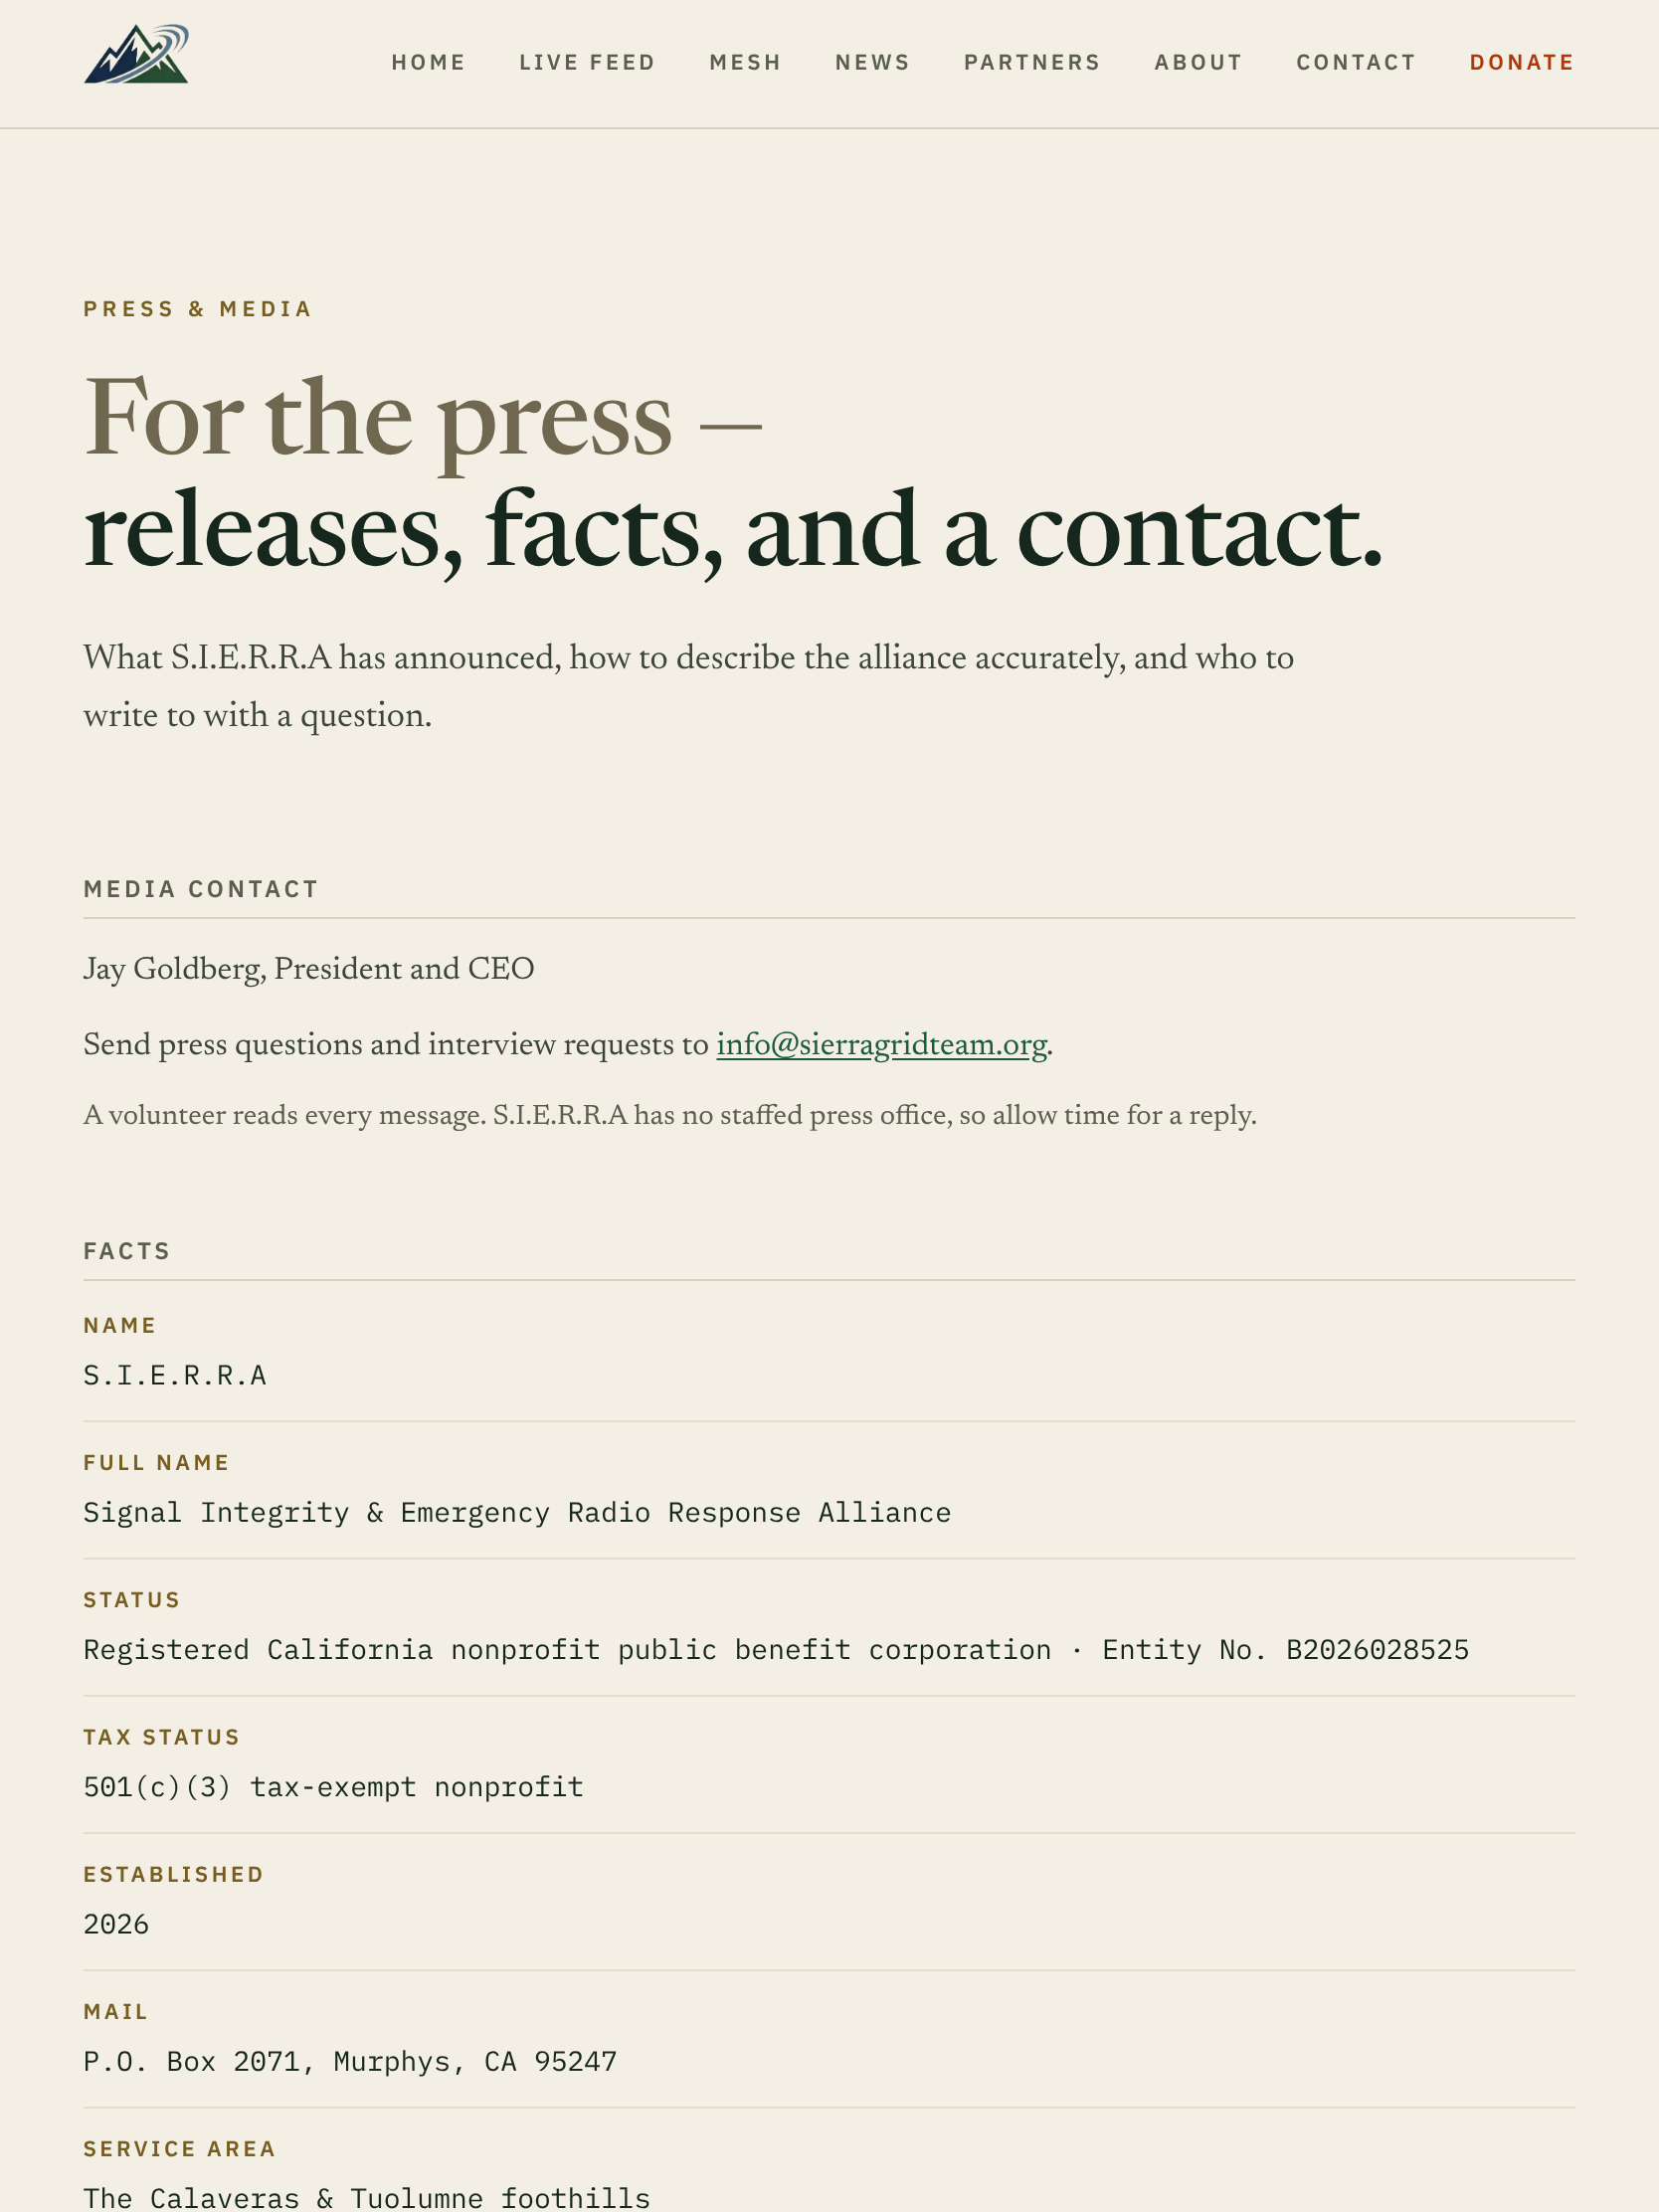 HOME LIVE FEED MESH NEWS PARTNERS ABOUT CONTACT DONATE
PRESS & MEDIA
For the press —
releases, facts, and a contact.
What S.I.E.R.R.A has announced, how to describe the alliance accurately, and who to
write to with a question.
MEDIA CONTACT
Jay Goldberg, President and CEO
Send press questions and interview requests to info@sierragridteam.org.
A volunteer reads every message. S.I.E.R.R.A has no staffed press office, so allow time for a reply.
FACTS
NAME
S.I.E.R.R.A
FULL NAME
Signal Integrity & Emergency Radio Response Alliance
STATUS
Registered California nonprofit public benefit corporation · Entity No. B2026028525
TAX STATUS
501(c)(3) tax-exempt nonprofit
ESTABLISHED
2026
MAIL
P.O. Box 2071, Murphys, CA 95247
SERVICE AREA
The Calaveras & Tuolumne foothills